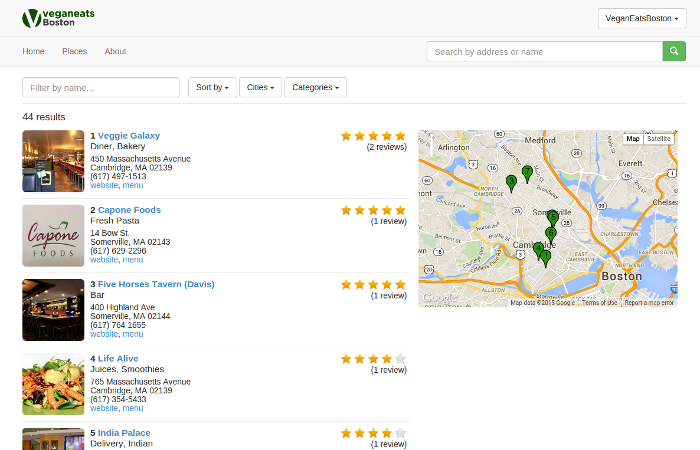 veganeats
Boston
VeganEatsBoston
Home Places About
Search by address or name
Filter by name...
Sort by
Cities
Categories
44 results
1 Veggie Galaxy
Diner, Bakery
(2 reviews)
450 Massachusetts Avenue
Cambridge, MA 02139
(617) 497-1513
website, menu
2 Capone Foods
Fresh Pasta
(1 review)
14 Bow St.
Somerville, MA 02143
(617) 629-2296
website, menu
Capone
FOODS
3 Five Horses Tavern (Davis)
Bar
(1 review)
400 Highland Ave
Somerville, MA 02144
(617) 764 1655
website, menu
4 Life Alive
Juices, Smoothies
(1 review)
765 Massachusetts Avenue
Cambridge, MA 02139
(617) 354-5433
website, menu
5 India Palace
Delivery, Indian
(1 review)
Map Satellite
Arlington
Medford
Everett
Chelsea
NORTH
CAMBRIDGE
Somerville
CHARLESTOWN
Cambridge
EAST
CAMBRIDGE
EAST BOSTON
NORTH END
Boston
Google
Map data ©2015 Google
Terms of Use
Report a map error